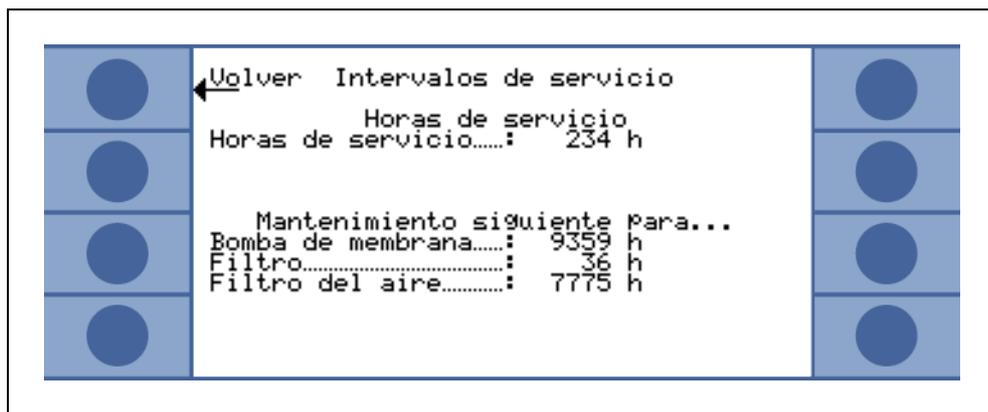 Volver Intervalos de servicio
Horas de servicio
Horas de servicio.....: 234 h
Mantenimiento siguiente para...
Bomba de membrana.....: 9359 h
Filtro..............................: 36 h
Filtro del aire..........: 7775 h